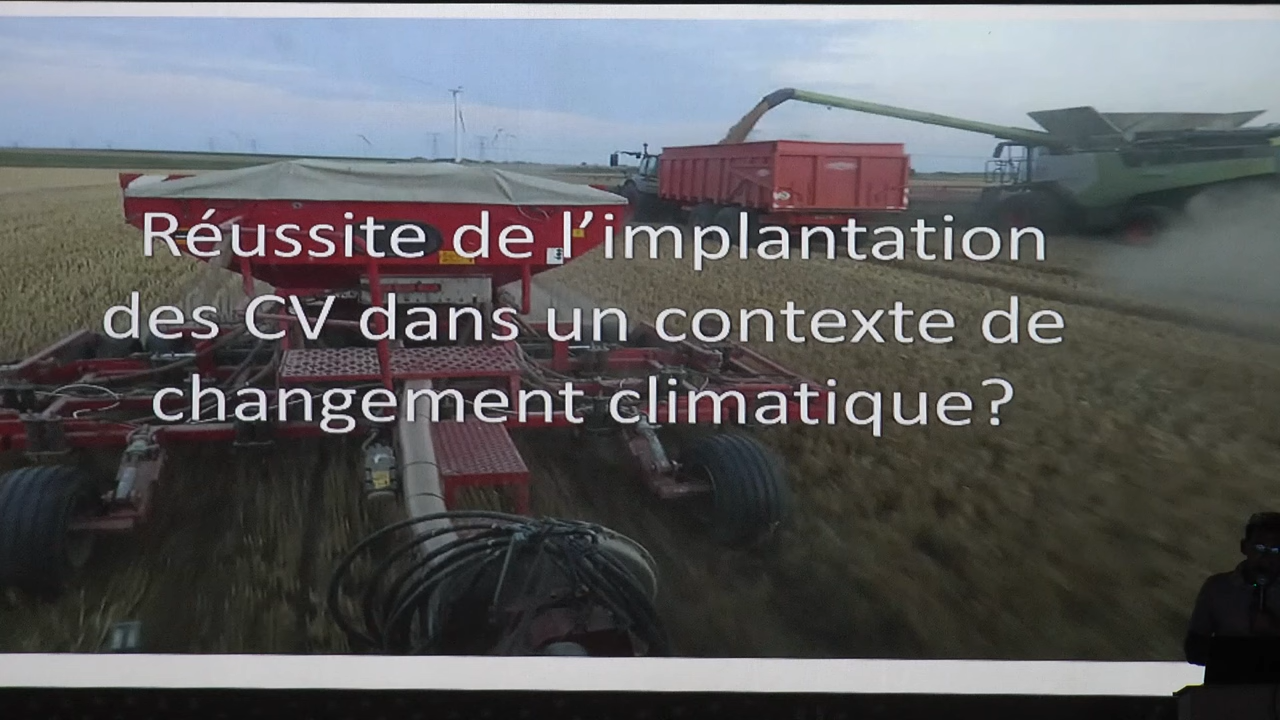 Réussite de l’implantation
des CV dans un contexte de
changement climatique?